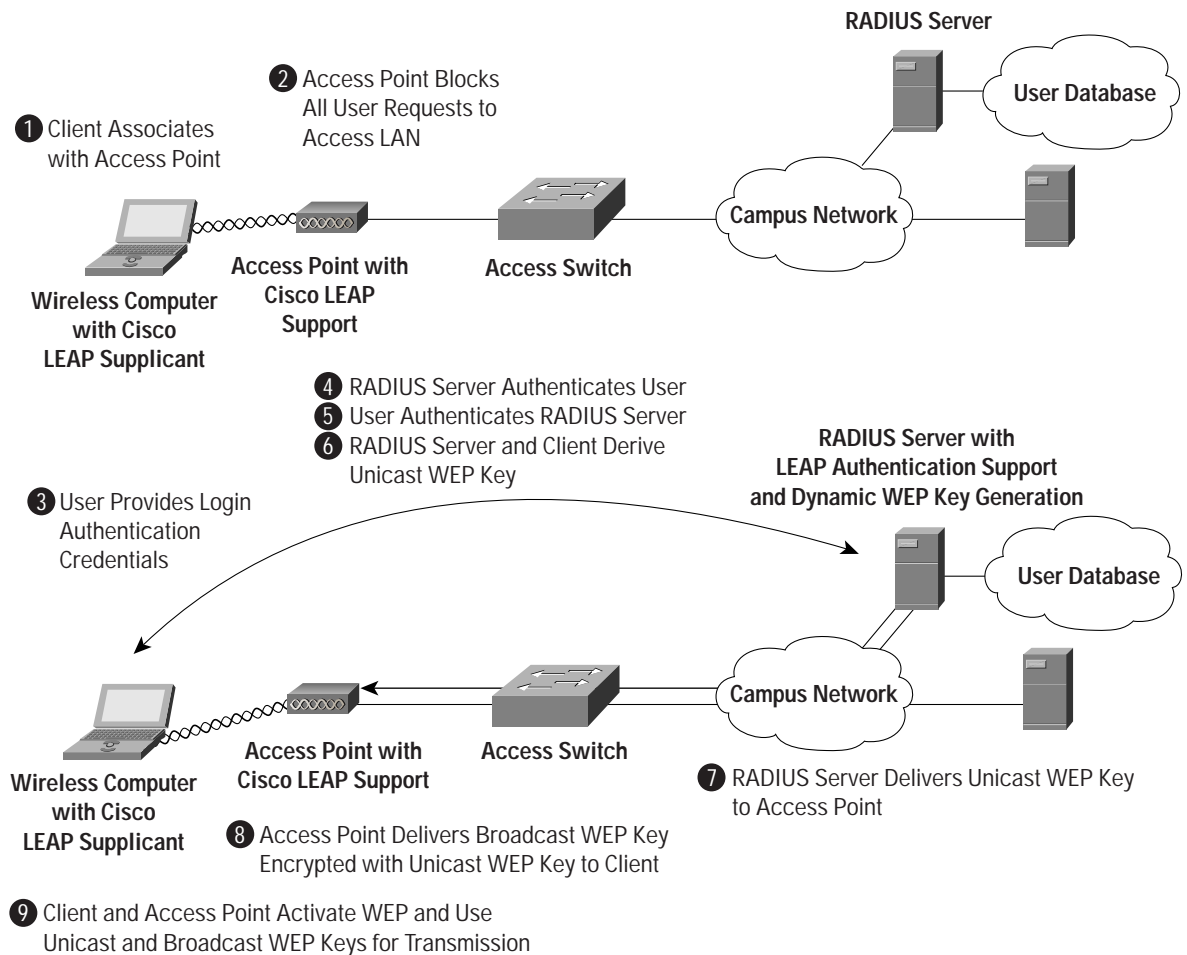 RADIUS Server
2 Access Point Blocks
All User Requests to
Access LAN
User Database
1 Client Associates
with Access Point
Campus Network
Access Point with
Cisco LEAP
Support
Access Switch
Wireless Computer
with Cisco
LEAP Supplicant
4 RADIUS Server Authenticates User
5 User Authenticates RADIUS Server
6 RADIUS Server and Client Derive
Unicast WEP Key
RADIUS Server with
LEAP Authentication Support
and Dynamic WEP Key Generation
3 User Provides Login
Authentication
Credentials
User Database
Campus Network
Access Point with
Cisco LEAP Support
Access Switch
Wireless Computer
with Cisco
LEAP Supplicant
7 RADIUS Server Delivers Unicast WEP Key
to Access Point
8 Access Point Delivers Broadcast WEP Key
Encrypted with Unicast WEP Key to Client
9 Client and Access Point Activate WEP and Use
Unicast and Broadcast WEP Keys for Transmission